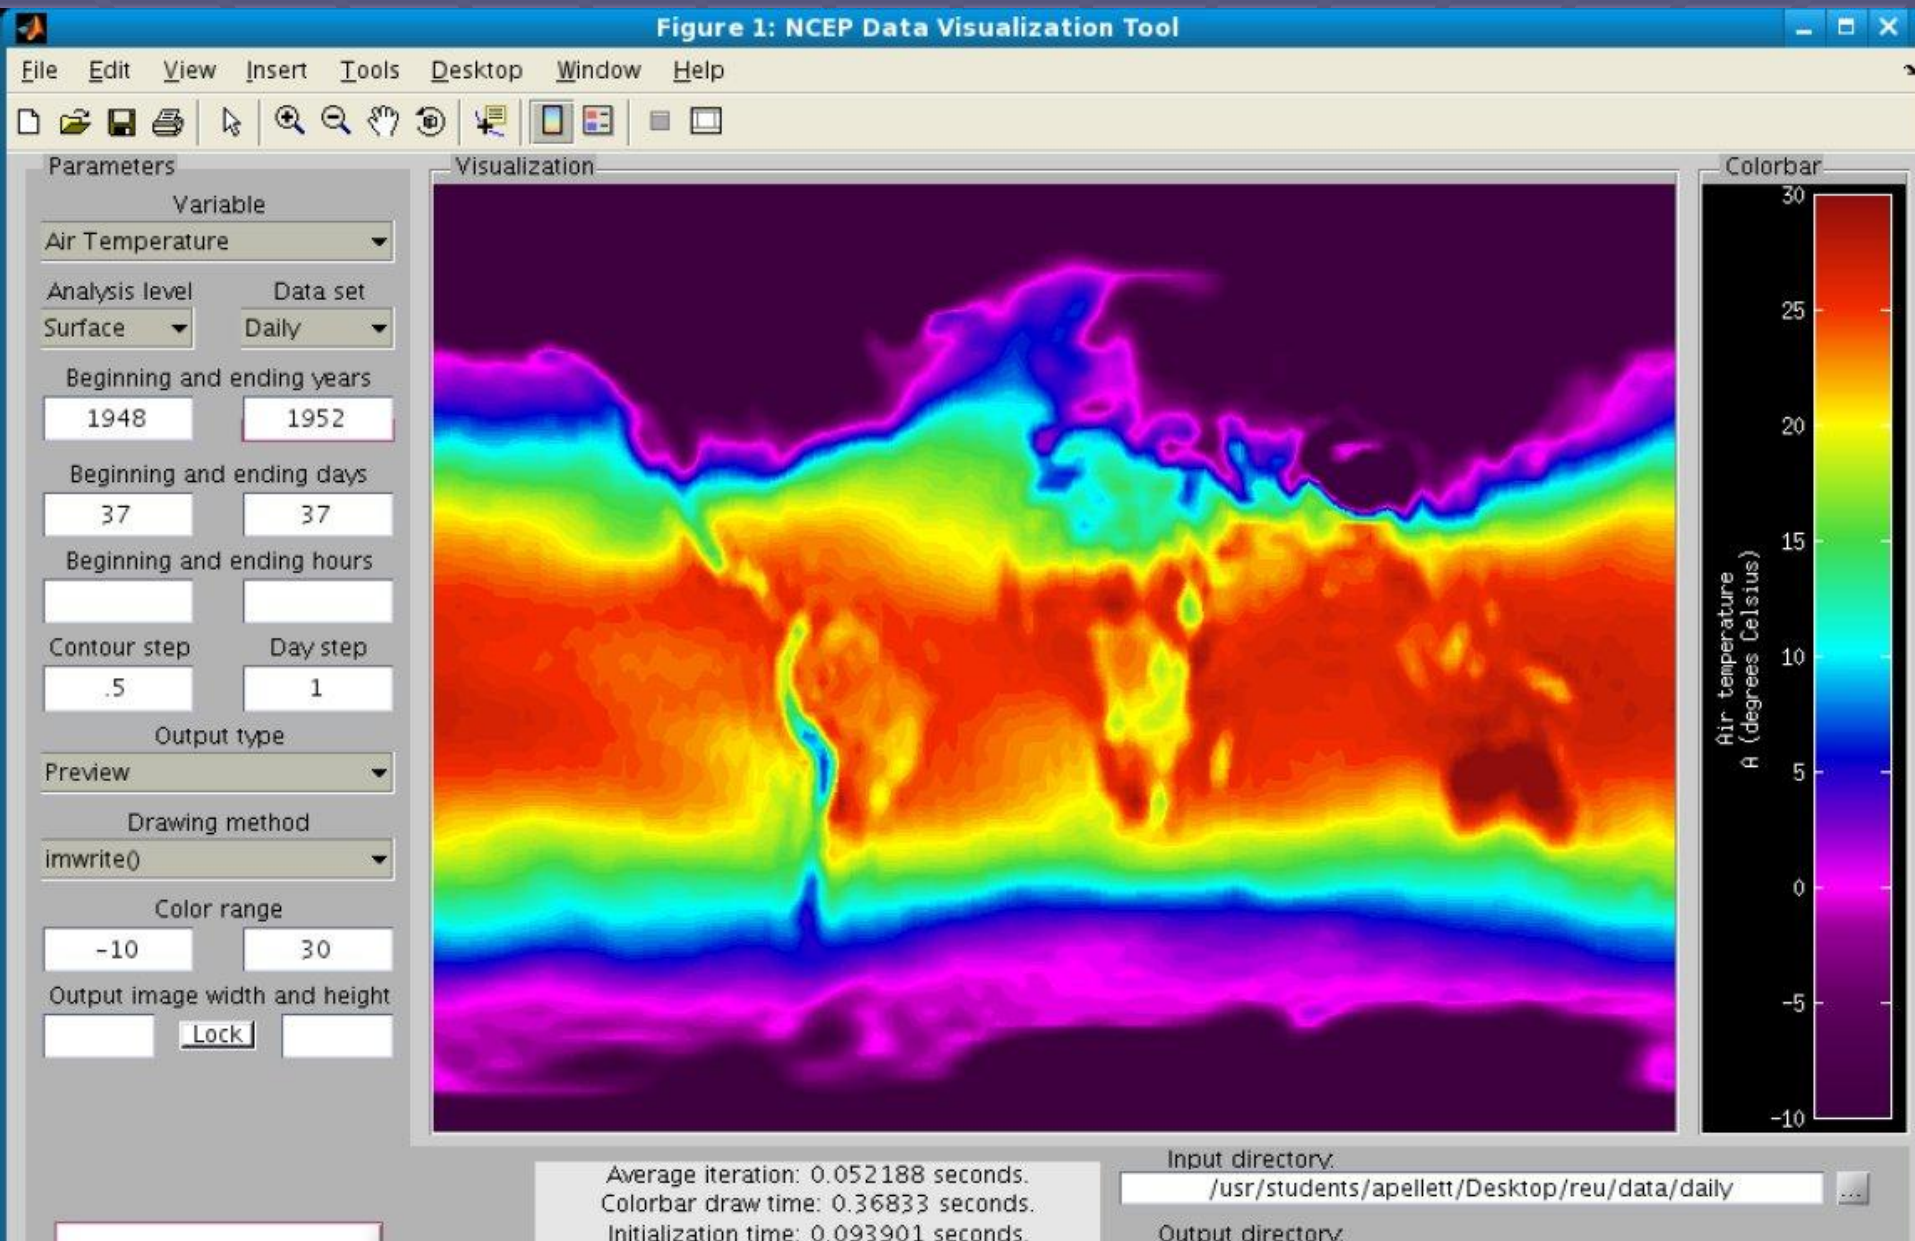 Figure 1: NCEP Data Visualization Tool
File Edit View Insert Tools Desktop Window Help
Parameters
Variable
Air Temperature
Analysis level Data set
Surface Daily
Beginning and ending years
1948 1952
Beginning and ending days
37 37
Beginning and ending hours
Contour step Day step
.5 1
Output type
Preview
Drawing method
imwrite()
Color range
-10 30
Output image width and height
Lock
Visualization
Colorbar
30
25
20
15
10
5
0
-5
-10
Air temperature
A (degrees Celsius)
Average iteration: 0.052188 seconds.
Colorbar draw time: 0.36833 seconds.
Initialization time: 0.093901 seconds.
Input directory:
/usr/students/apellett/Desktop/reu/data/daily
...
Output directory: